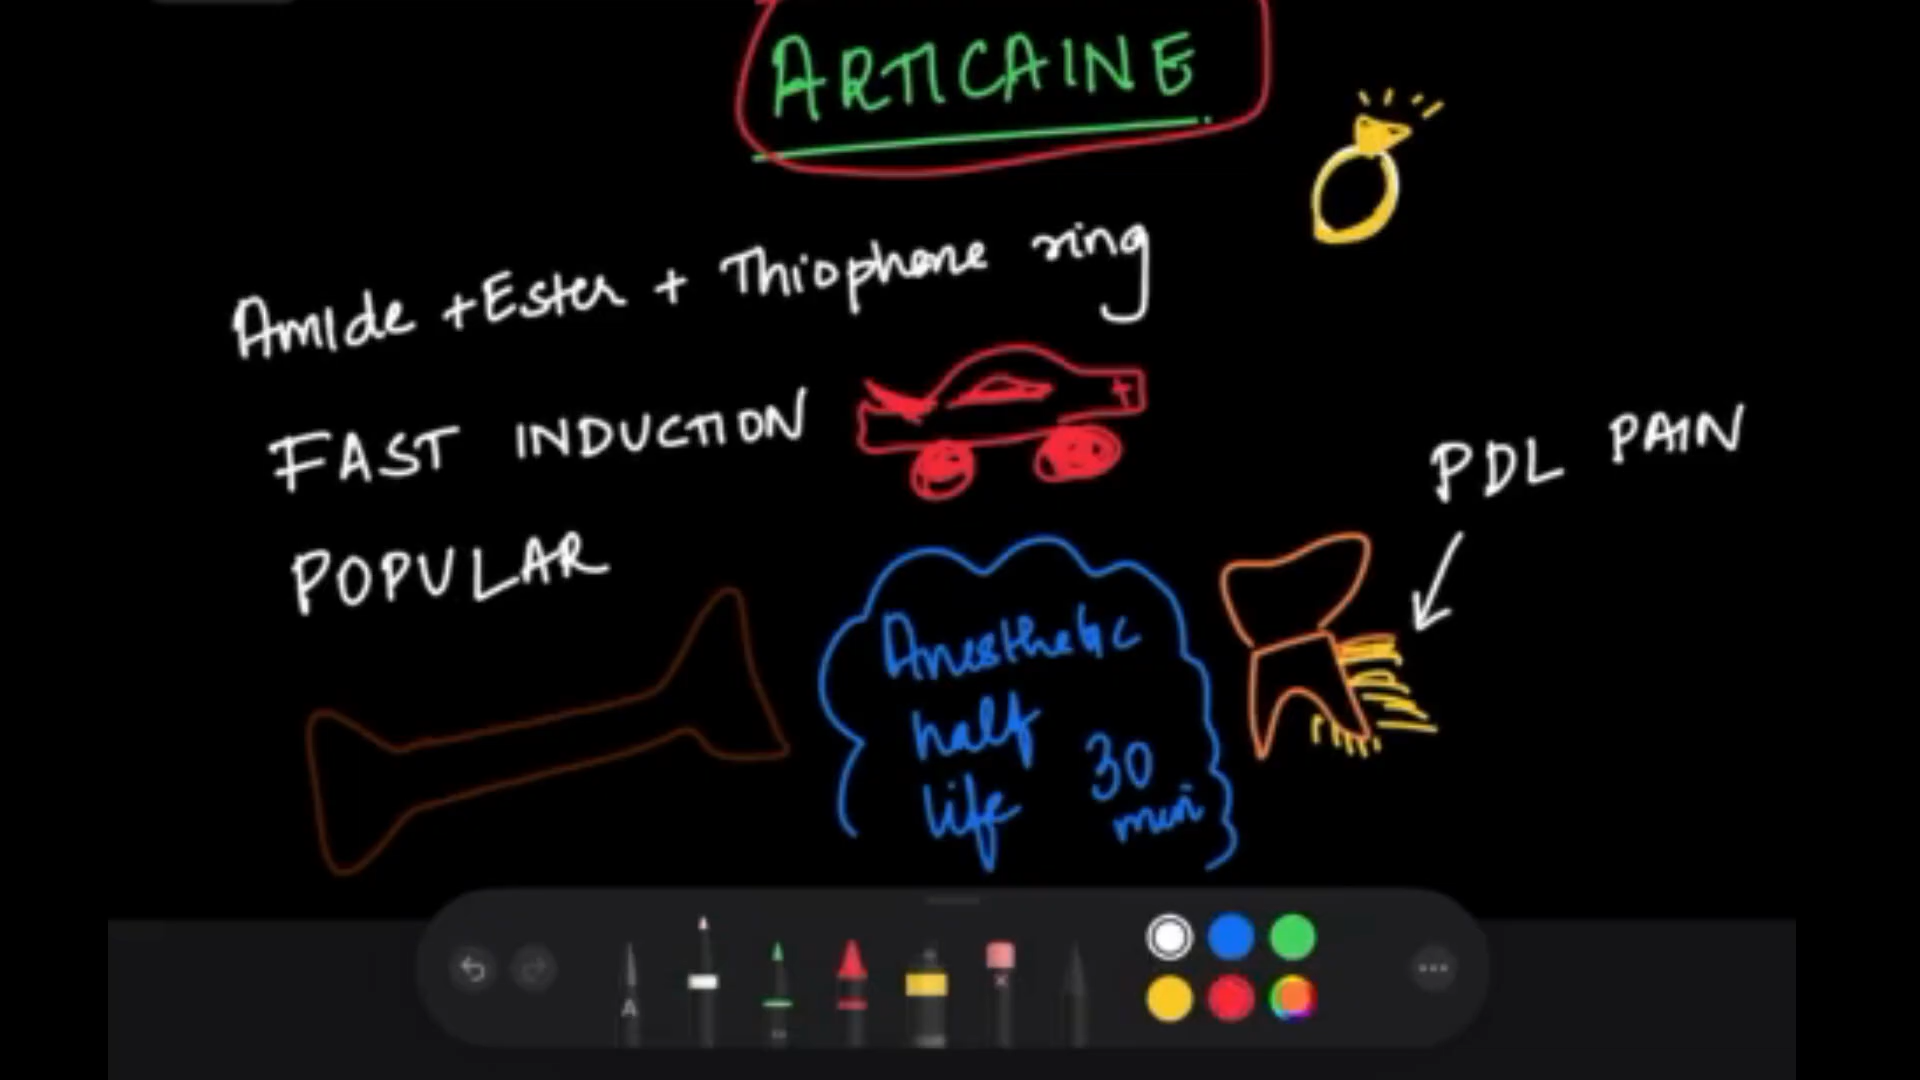 ARTICAINE
Amide + Ester + Thiophene ring
FAST INDUCTION
PDL PAIN
POPULAR
Anesthetic
half
life 30
min
A